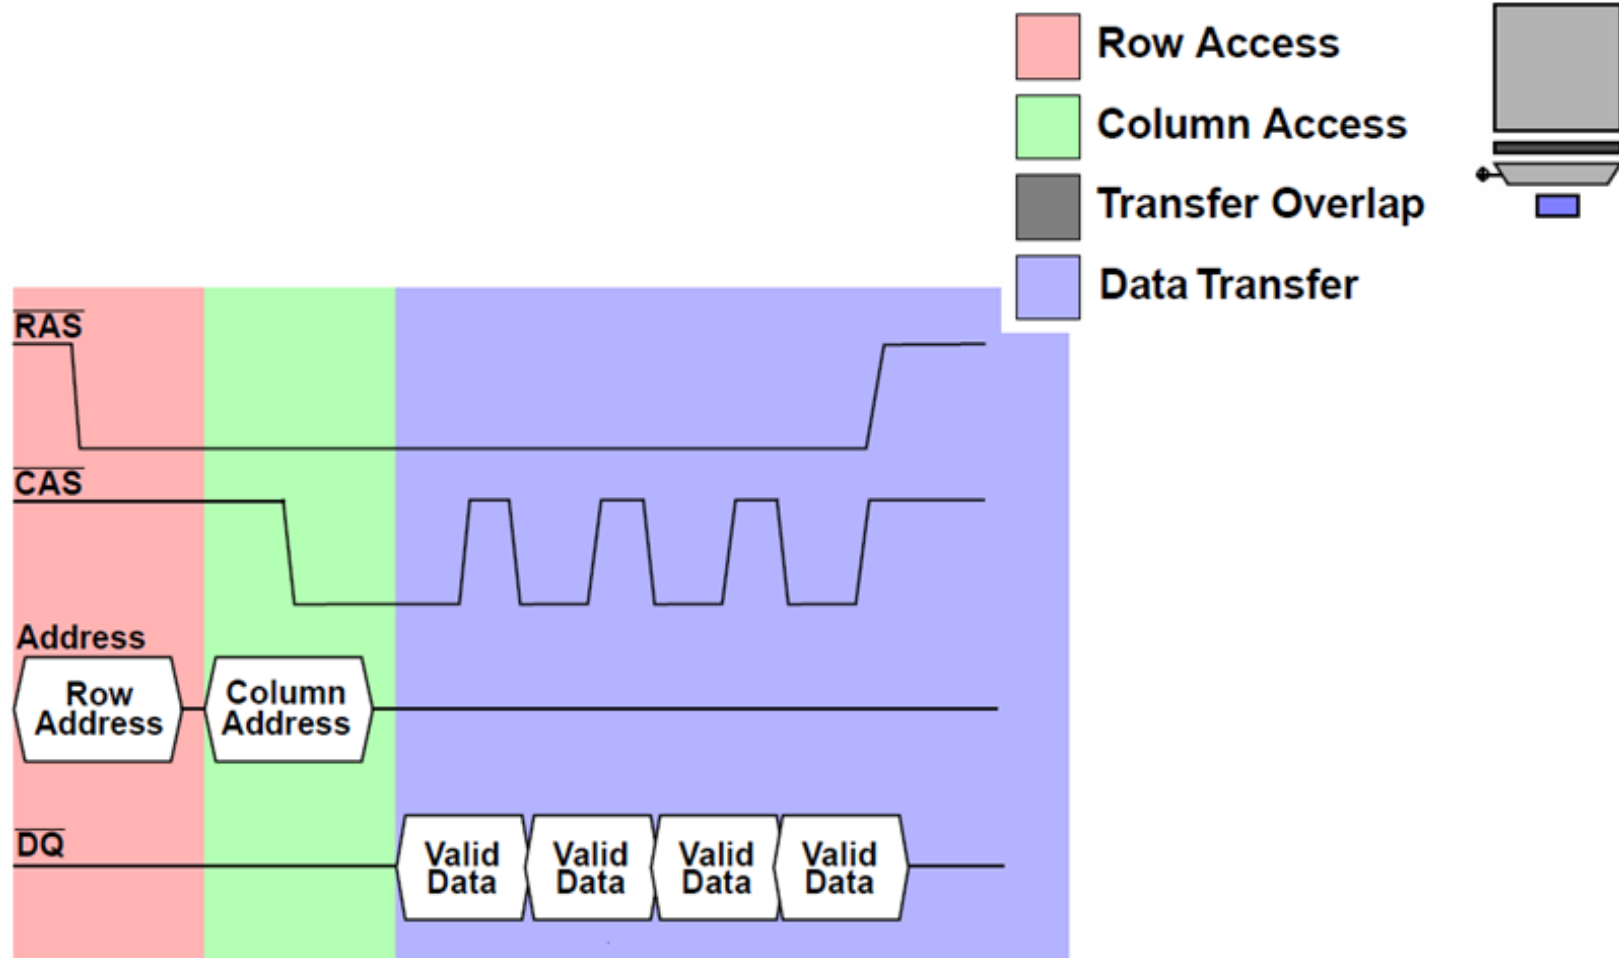 Row Access
Column Access
Transfer Overlap
Data Transfer
RAS
CAS
Address
Row
Address
Column
Address
DQ
Valid
Data
Valid
Data
Valid
Data
Valid
Data